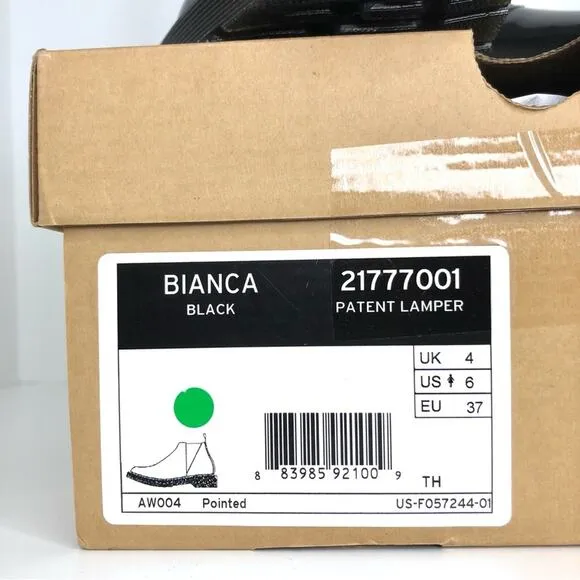 BIANCA 21777001
BLACK PATENT LAMPER
UK 4
US 6
EU 37
8 83985 92100 9
TH
AW004 Pointed US-F057244-01